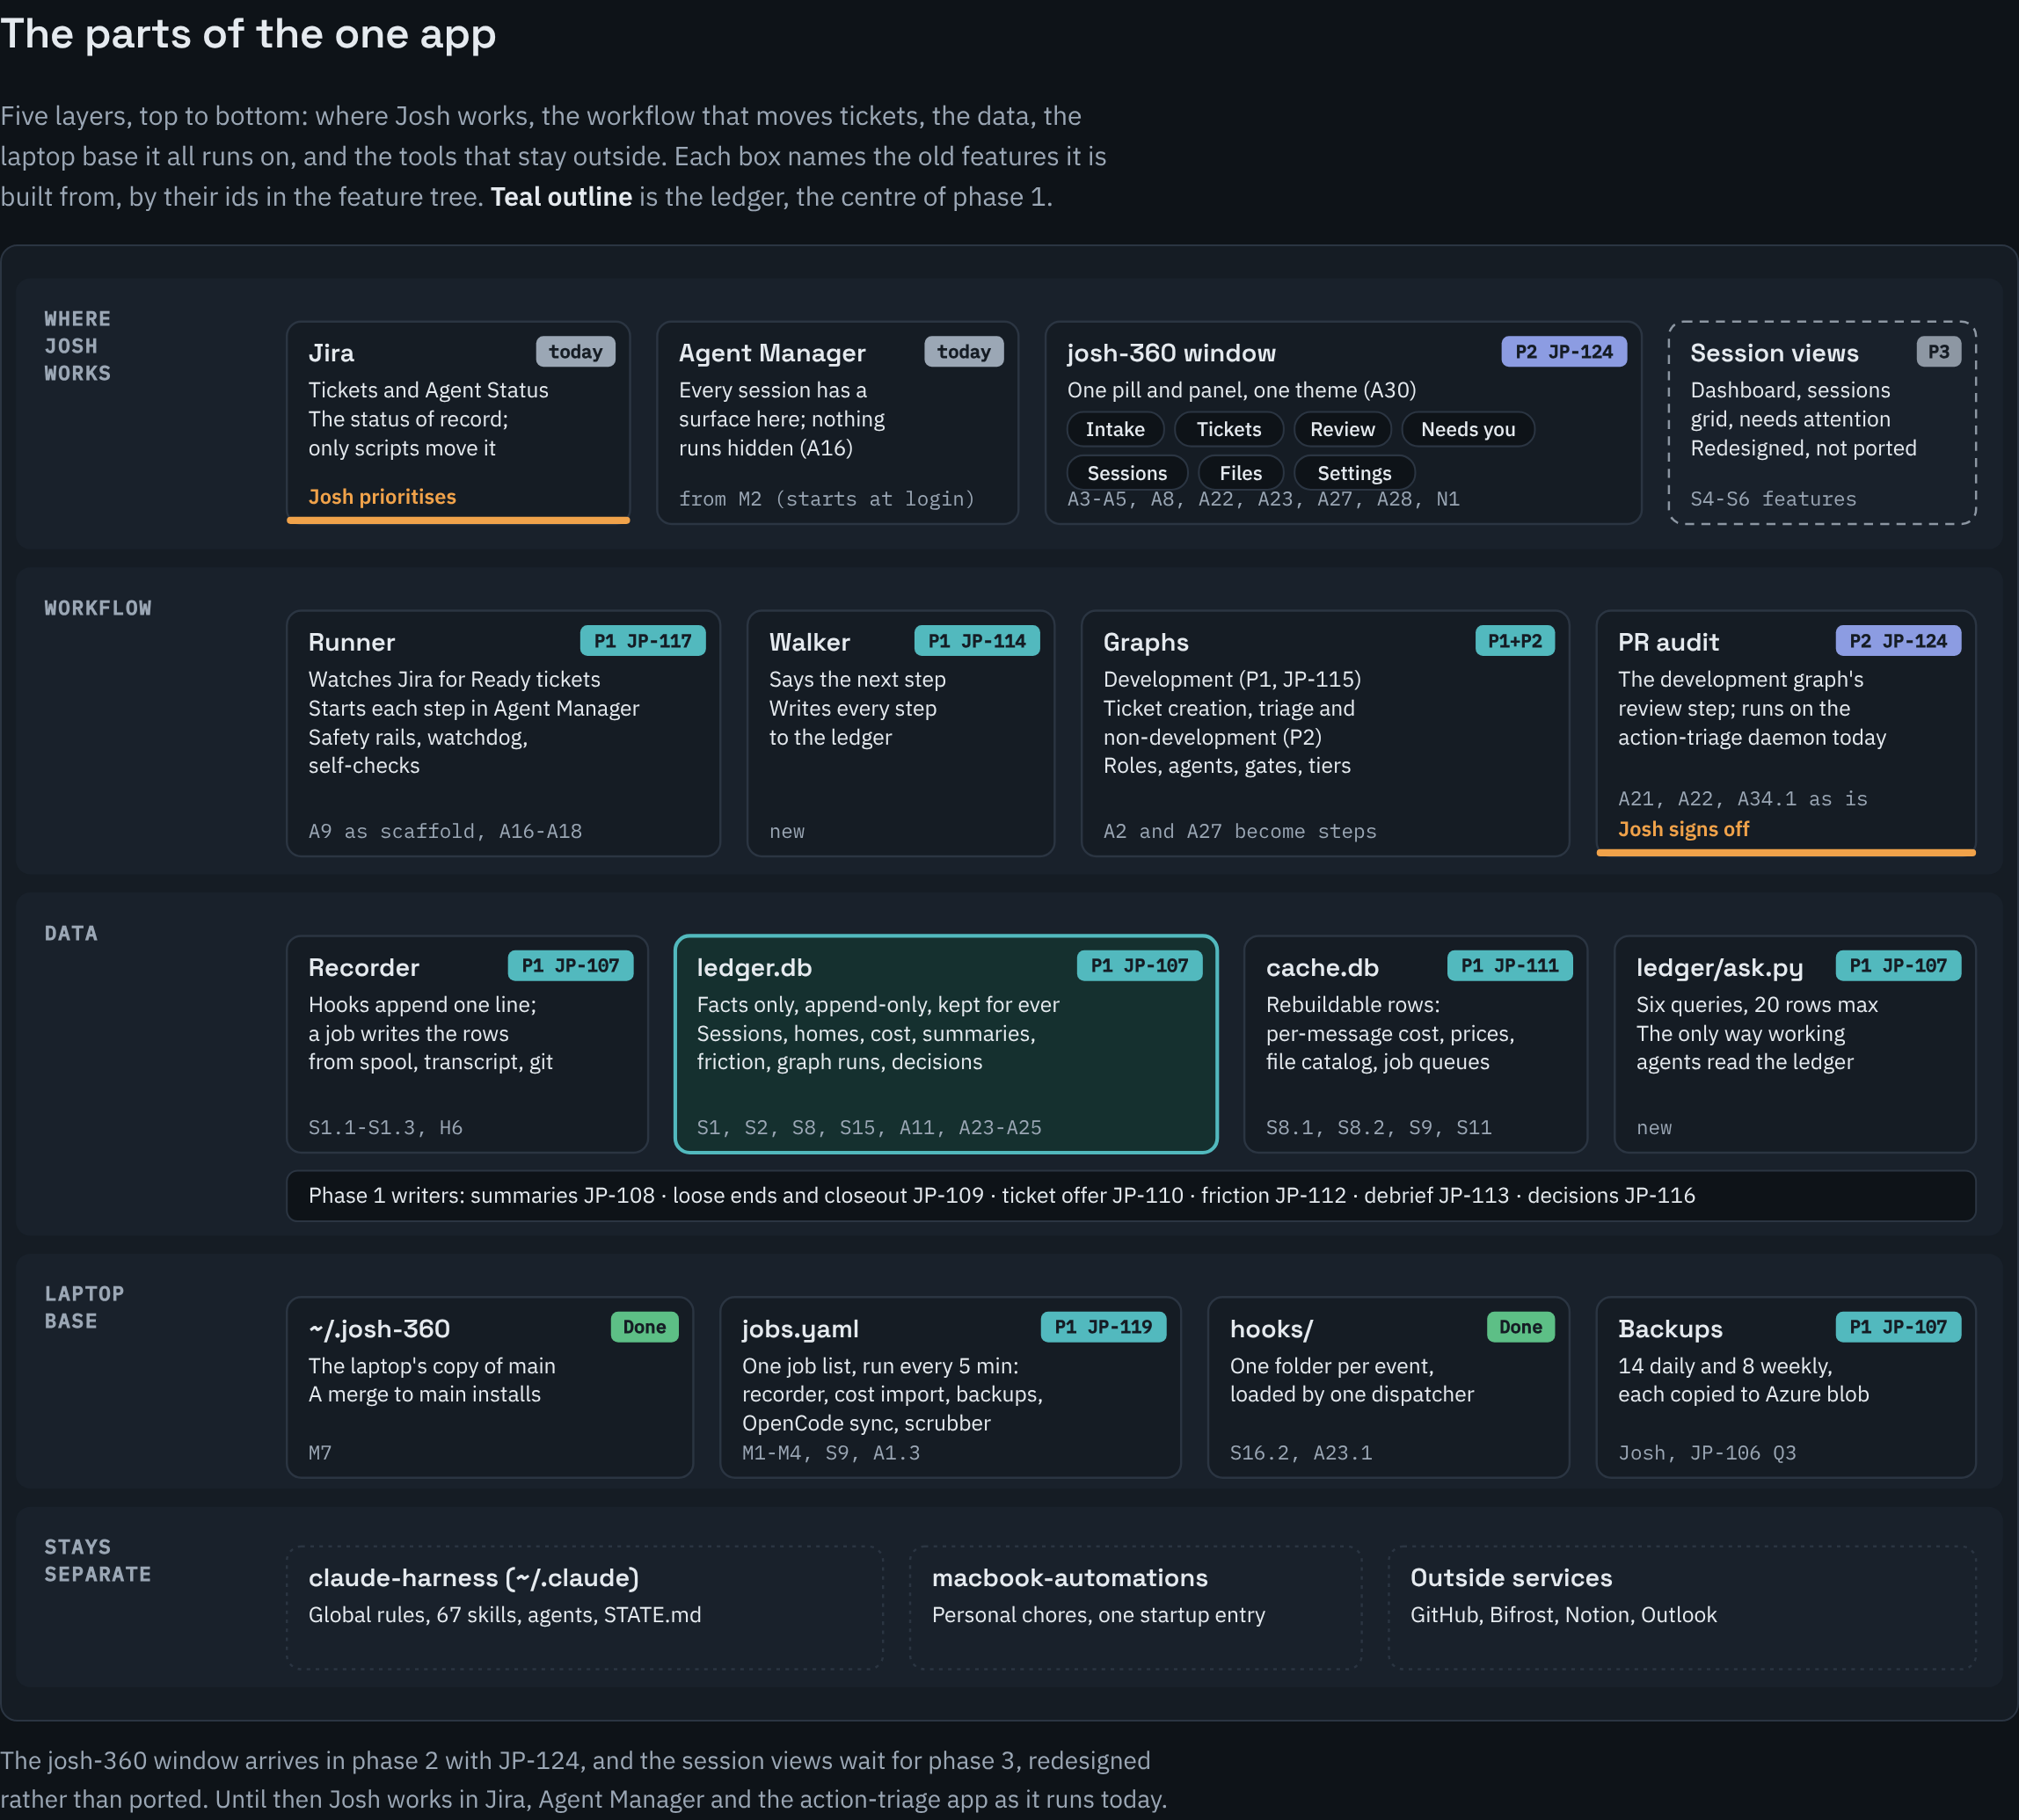 The parts of the one app
Five layers, top to bottom: where Josh works, the workflow that moves tickets, the data, the
laptop base it all runs on, and the tools that stay outside. Each box names the old features it is
built from, by their ids in the feature tree. Teal outline is the ledger, the centre of phase 1.
WHERE
JOSH
WORKS
Jira
today
Tickets and Agent Status
The status of record;
only scripts move it
Josh prioritises
Agent Manager
today
Every session has a
surface here; nothing
runs hidden (A16)
from M2 (starts at login)
josh-360 window
P2 JP-124
One pill and panel, one theme (A30)
Intake
Tickets
Review
Needs you
Sessions
Files
Settings
A3-A5, A8, A22, A23, A27, A28, N1
Session views
P3
Dashboard, sessions
grid, needs attention
Redesigned, not ported
S4-S6 features
WORKFLOW
Runner
P1 JP-117
Watches Jira for Ready tickets
Starts each step in Agent Manager
Safety rails, watchdog,
self-checks
A9 as scaffold, A16-A18
Walker
P1 JP-114
Says the next step
Writes every step
to the ledger
new
Graphs
P1+P2
Development (P1, JP-115)
Ticket creation, triage and
non-development (P2)
Roles, agents, gates, tiers
A2 and A27 become steps
PR audit
P2 JP-124
The development graph's
review step; runs on the
action-triage daemon today
A21, A22, A34.1 as is
Josh signs off
DATA
Recorder
P1 JP-107
Hooks append one line;
a job writes the rows
from spool, transcript, git
S1.1-S1.3, H6
ledger.db
P1 JP-107
Facts only, append-only, kept for ever
Sessions, homes, cost, summaries,
friction, graph runs, decisions
S1, S2, S8, S15, A11, A23-A25
cache.db
P1 JP-111
Rebuildable rows:
per-message cost, prices,
file catalog, job queues
S8.1, S8.2, S9, S11
ledger/ask.py
P1 JP-107
Six queries, 20 rows max
The only way working
agents read the ledger
new
Phase 1 writers: summaries JP-108 · loose ends and closeout JP-109 · ticket offer JP-110 · friction JP-112 · debrief JP-113 · decisions JP-116
LAPTOP
BASE
~/.josh-360
Done
The laptop's copy of main
A merge to main installs
M7
jobs.yaml
P1 JP-119
One job list, run every 5 min:
recorder, cost import, backups,
OpenCode sync, scrubber
M1-M4, S9, A1.3
hooks/
Done
One folder per event,
loaded by one dispatcher
S16.2, A23.1
Backups
P1 JP-107
14 daily and 8 weekly,
each copied to Azure blob
Josh, JP-106 Q3
STAYS
SEPARATE
claude-harness (~/.claude)
Global rules, 67 skills, agents, STATE.md
macbook-automations
Personal chores, one startup entry
Outside services
GitHub, Bifrost, Notion, Outlook
The josh-360 window arrives in phase 2 with JP-124, and the session views wait for phase 3, redesigned
rather than ported. Until then Josh works in Jira, Agent Manager and the action-triage app as it runs today.